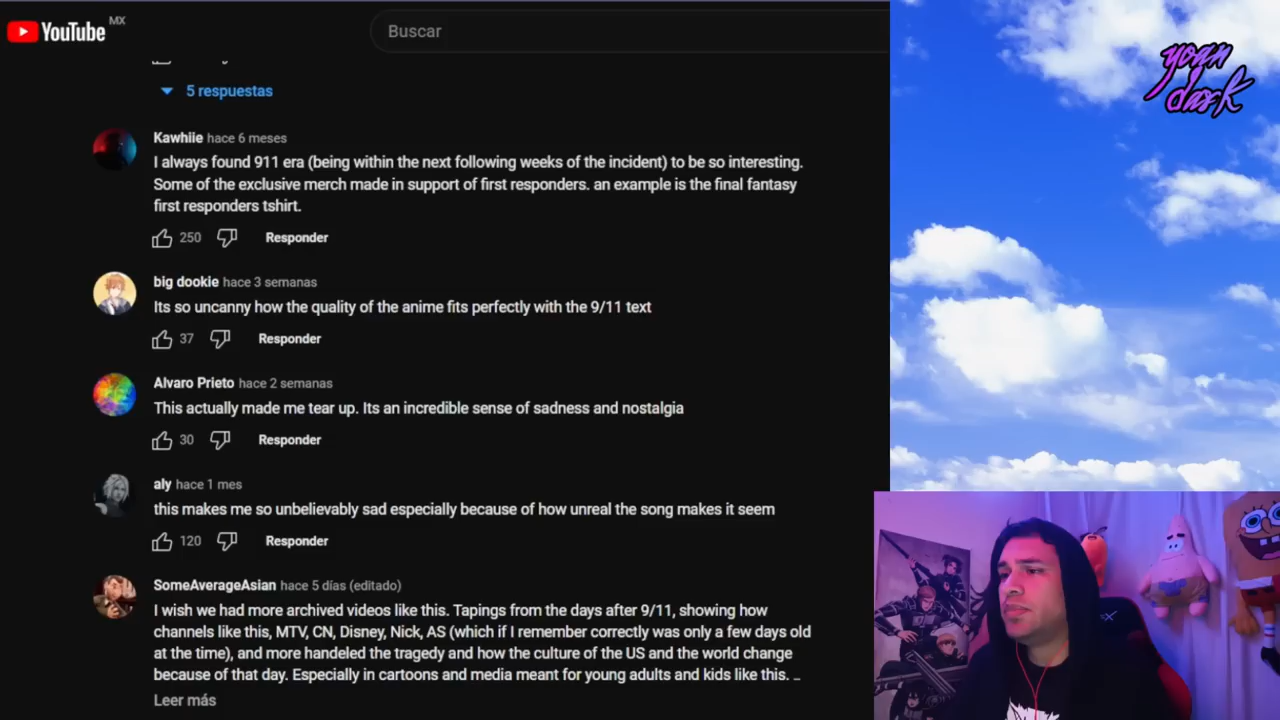 YouTube MX
Buscar
yoan
dark
5 respuestas
Kawhiie hace 6 meses
I always found 911 era (being within the next following weeks of the incident) to be so interesting.
Some of the exclusive merch made in support of first responders. an example is the final fantasy
first responders tshirt.
250 Responder
big dookie hace 3 semanas
Its so uncanny how the quality of the anime fits perfectly with the 9/11 text
37 Responder
Alvaro Prieto hace 2 semanas
This actually made me tear up. Its an incredible sense of sadness and nostalgia
30 Responder
aly hace 1 mes
this makes me so unbelievably sad especially because of how unreal the song makes it seem
120 Responder
SomeAverageAsian hace 5 días (editado)
I wish we had more archived videos like this. Tapings from the days after 9/11, showing how
channels like this, MTV, CN, Disney, Nick, AS (which if I remember correctly was only a few days old
at the time), and more handeled the tragedy and how the culture of the US and the world change
because of that day. Especially in cartoons and media meant for young adults and kids like this. ..
Leer más